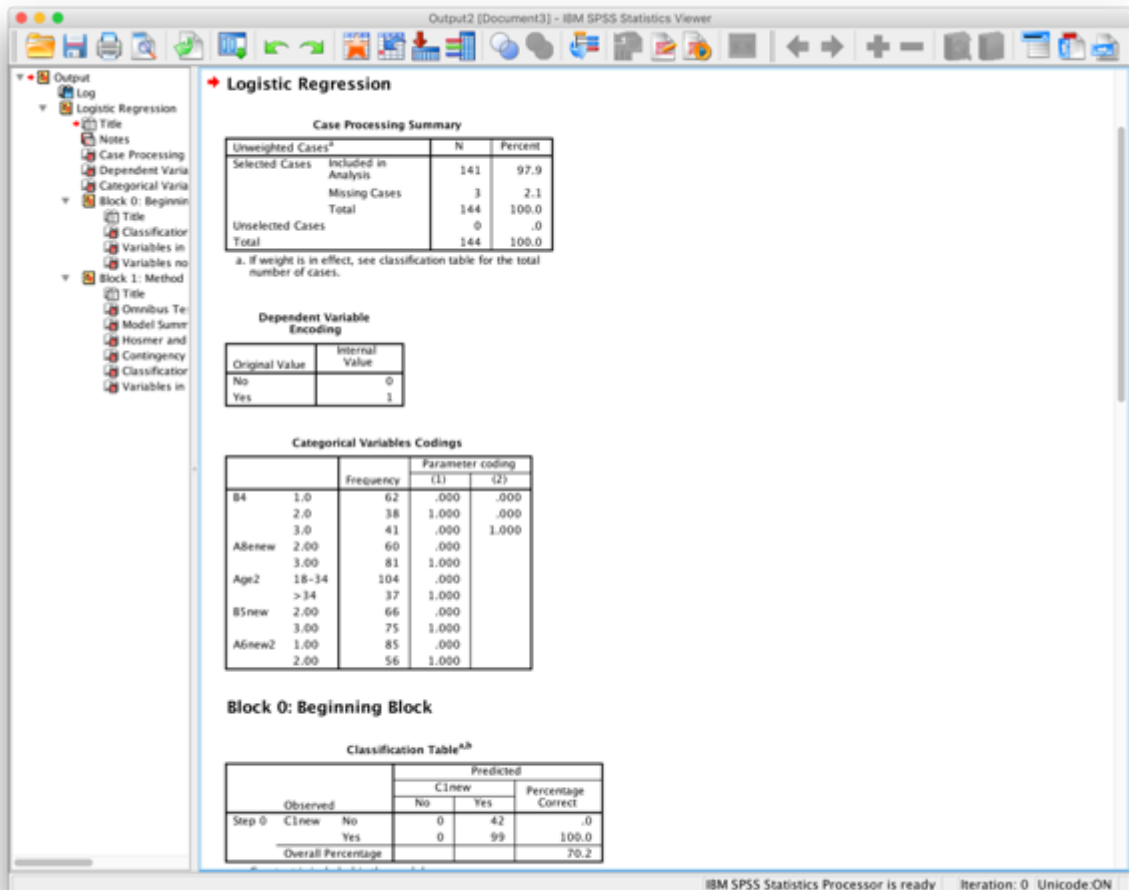 Output2 [Document3] - IBM SPSS Statistics Viewer
Output
Log
Logistic Regression
Title
Notes
Case Processing
Dependent Varia
Categorical Varia
Block 0: Beginnin
Title
Classification
Variables in
Variables no
Block 1: Method
Title
Omnibus Te
Model Summ
Hosmer and
Contingency
Classification
Variables in
Logistic Regression
Case Processing Summary
Unweighted Casesᵃ N Percent
Selected Cases Included in Analysis 141 97.9
Missing Cases 3 2.1
Total 144 100.0
Unselected Cases 0 .0
Total 144 100.0
a. If weight is in effect, see classification table for the total
number of cases.
Dependent Variable
Encoding
Original Value Internal Value
No 0
Yes 1
Categorical Variables Codings
Parameter coding
Frequency (1) (2)
B4 1.0 62 .000 .000
2.0 38 1.000 .000
3.0 41 .000 1.000
A8enew 2.00 60 .000
3.00 81 1.000
Age2 18-34 104 .000
>34 37 1.000
B5new 2.00 66 .000
3.00 75 1.000
A6new2 1.00 85 .000
2.00 56 1.000
Block 0: Beginning Block
Classification Tableᵃ,ᵇ
Predicted
C1new Percentage Correct
Observed No Yes
Step 0 C1new No 0 42 .0
Yes 0 99 100.0
Overall Percentage 70.2
IBM SPSS Statistics Processor is ready Iteration: 0 Unicode:ON